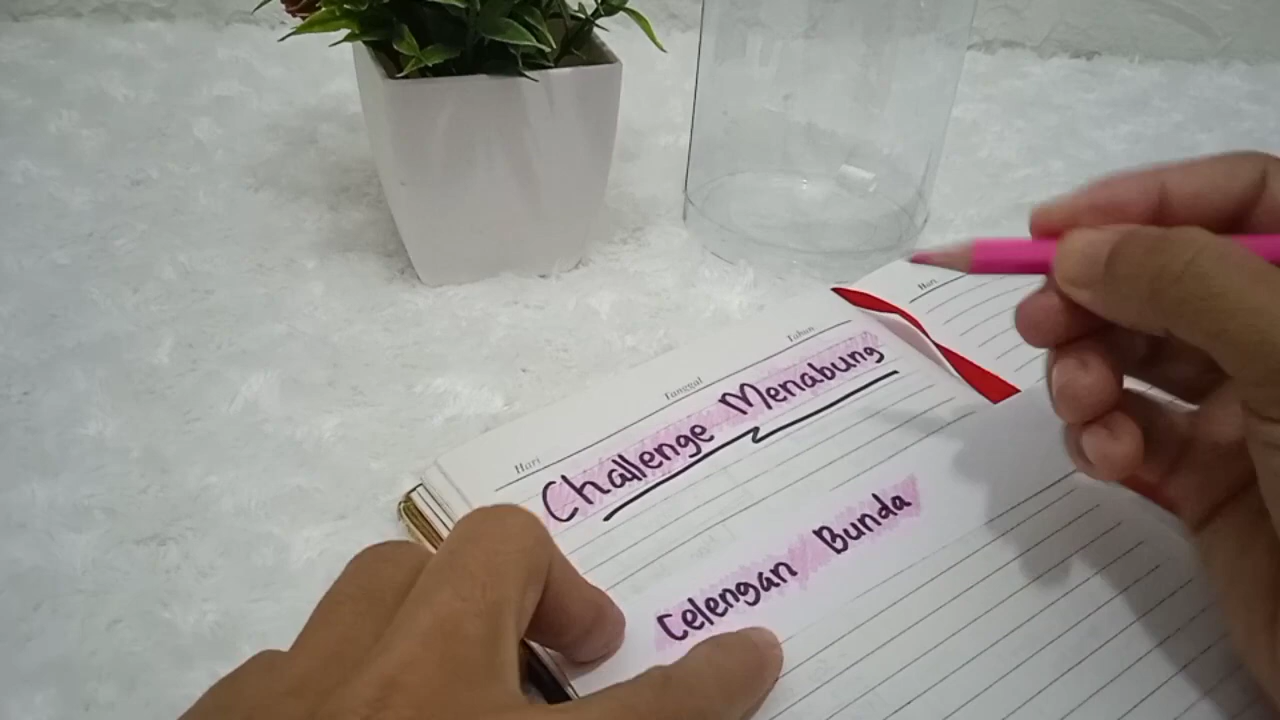 Hari Tanggal Tahun
Challenge Menabung
Celengan Bunda
Hari